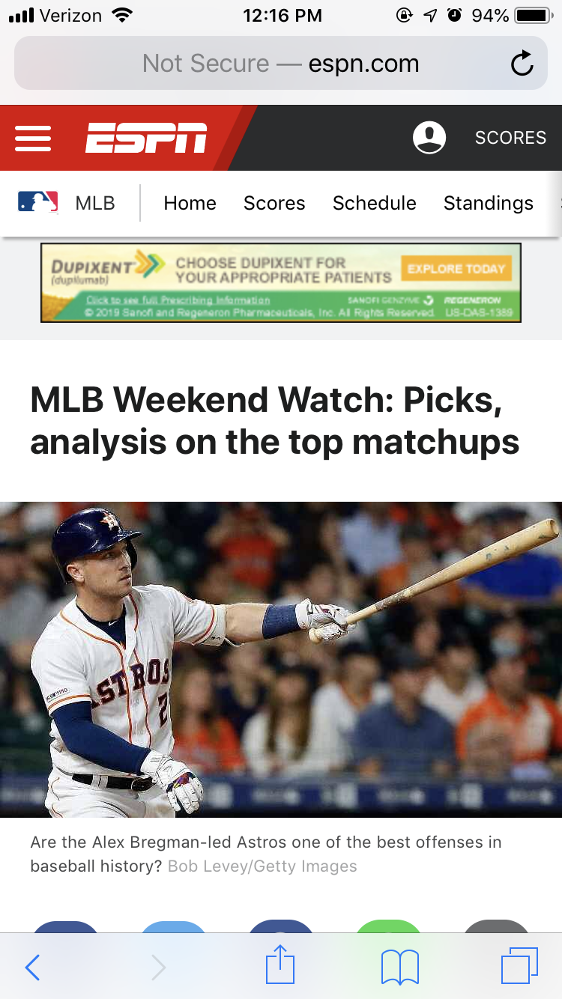 Verizon 12:16 PM 94%
Not Secure — espn.com
ESPN SCORES
MLB Home Scores Schedule Standings
DUPIXENT CHOOSE DUPIXENT FOR EXPLORE TODAY
(dupilumab) YOUR APPROPRIATE PATIENTS
Click to see full Prescribing Information SANOFI GENZYME REGENERON
© 2019 Sanofi and Regeneron Pharmaceuticals, Inc. All Rights Reserved. US-DAS-1389
MLB Weekend Watch: Picks,
analysis on the top matchups
ASTROS
2
Are the Alex Bregman-led Astros one of the best offenses in
baseball history? Bob Levey/Getty Images